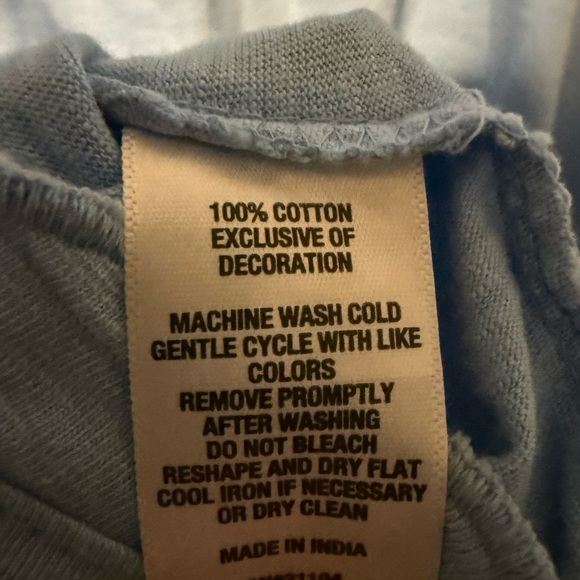 100% COTTON
EXCLUSIVE OF
DECORATION
MACHINE WASH COLD
GENTLE CYCLE WITH LIKE
COLORS
REMOVE PROMPTLY
AFTER WASHING
DO NOT BLEACH
RESHAPE AND DRY FLAT
COOL IRON IF NECESSARY
OR DRY CLEAN
MADE IN INDIA